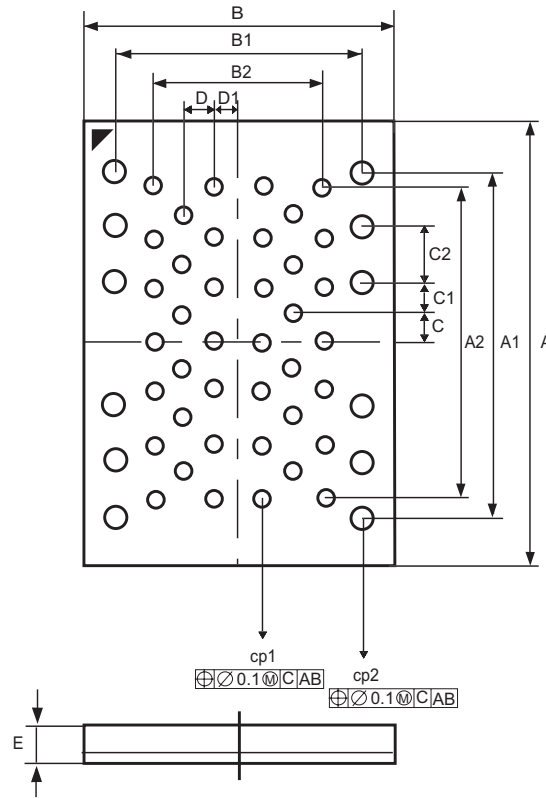 B
B1
B2
D D1
C2
C1
C
A2 A1 A
cp1
⌖ ∅ 0.1 Ⓜ C AB
cp2
⌖ ∅ 0.1 Ⓜ C AB
E